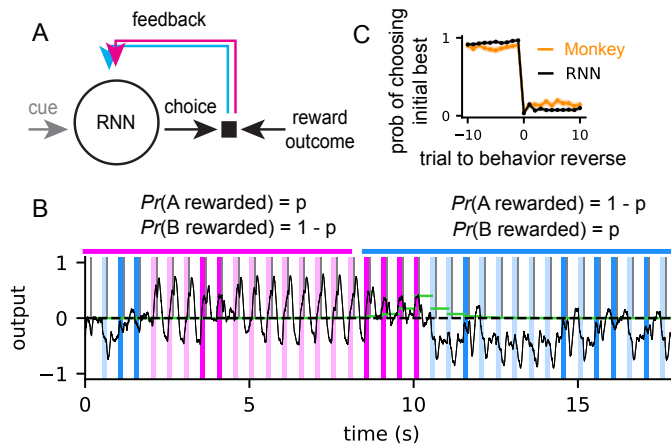 A
feedback
cue
RNN
choice
reward
outcome
C
Monkey
RNN
prob of choosing
initial best
1
0
−10
0
10
trial to behavior reverse
B
Pr(A rewarded) = p
Pr(B rewarded) = 1 - p
Pr(A rewarded) = 1 - p
Pr(B rewarded) = p
output
1
0
−1
0
5
10
15
time (s)